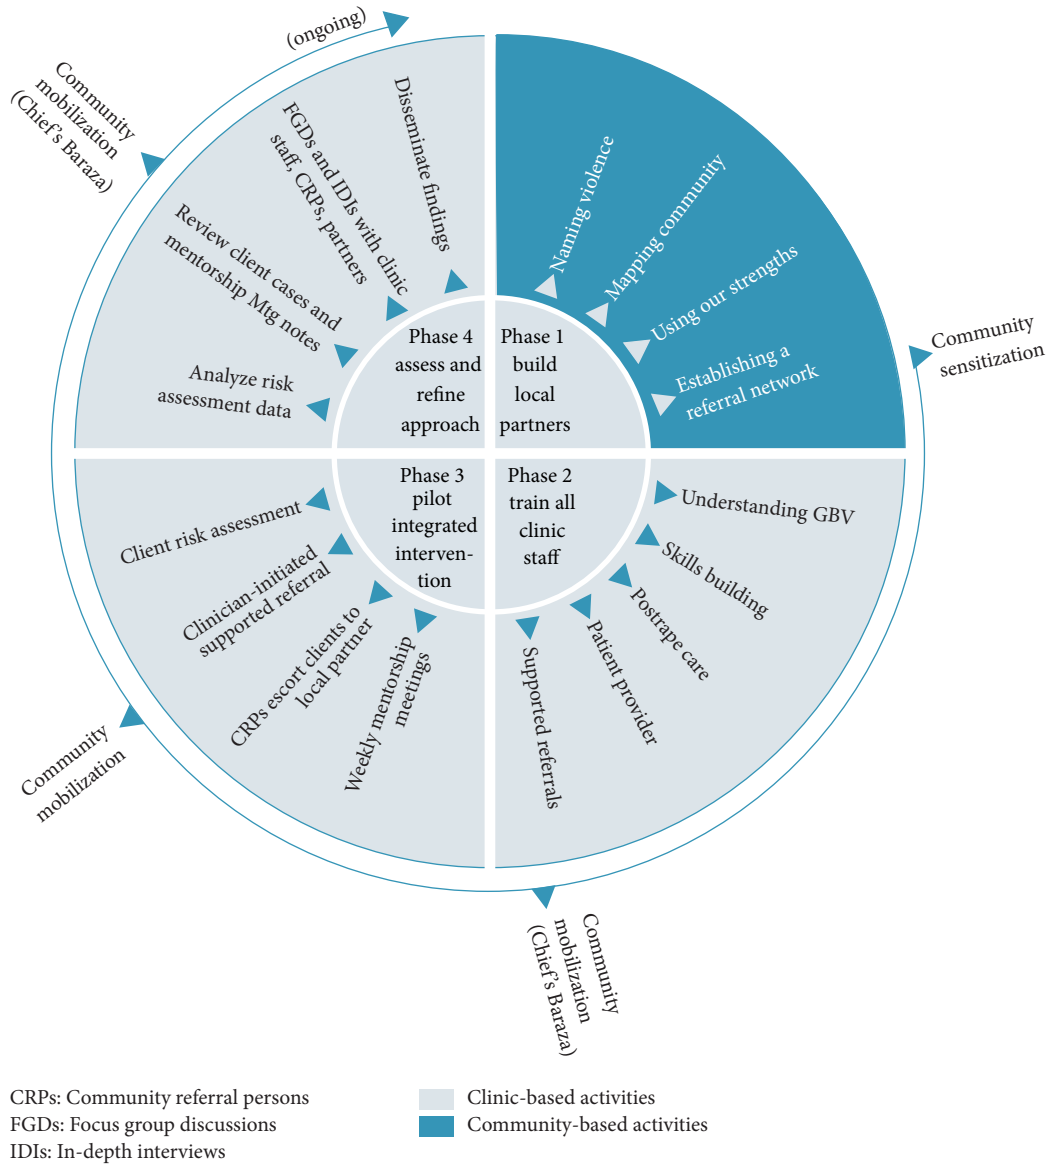 (ongoing)
Community
mobilization
(Chief's Baraza)
Disseminate findings
FGDs and IDIs with clinic
staff, CRPs, partners
Review client cases and
mentorship Mtg notes
Analyze risk
assessment data
Phase 4
assess and
refine
approach
Phase 1
build
local
partners
Naming violence
Mapping community
Using our strengths
Establishing a
referral network
Community
sensitization
Phase 3
pilot
integrated
interven-
tion
Phase 2
train all
clinic
staff
Understanding GBV
Skills building
Postrape care
Patient provider
Supported referrals
Client risk assessment
Clinician-initiated
supported referral
CRPs escort clients to
local partner
Weekly mentorship
meetings
Community
mobilization
Community
mobilization
(Chief's Baraza)
CRPs: Community referral persons
FGDs: Focus group discussions
IDIs: In-depth interviews
Clinic-based activities
Community-based activities